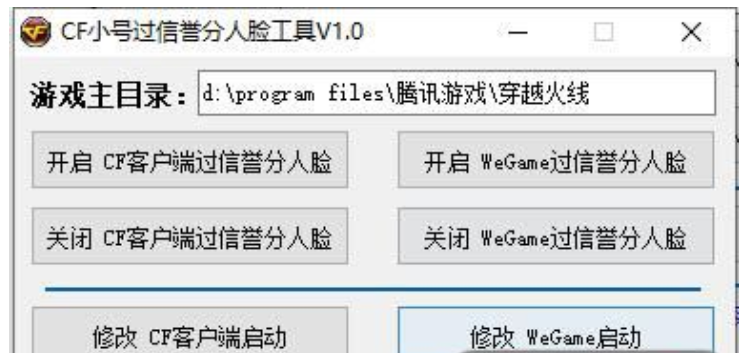 CF小号过信誉分人脸工具V1.0
游戏主目录: d:\program files\腾讯游戏\穿越火线
开启 CF客户端过信誉分人脸 开启 WeGame过信誉分人脸
关闭 CF客户端过信誉分人脸 关闭 WeGame过信誉分人脸
修改 CF客户端启动 修改 WeGame启动